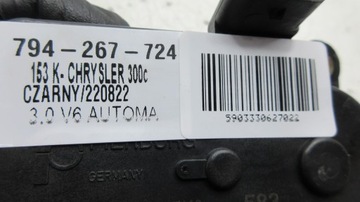 794-267-724
153 K- CHRYSLER 300c
CZARNY/220822
3.0 V6 AUTOMA
5903330627022
GERMANY